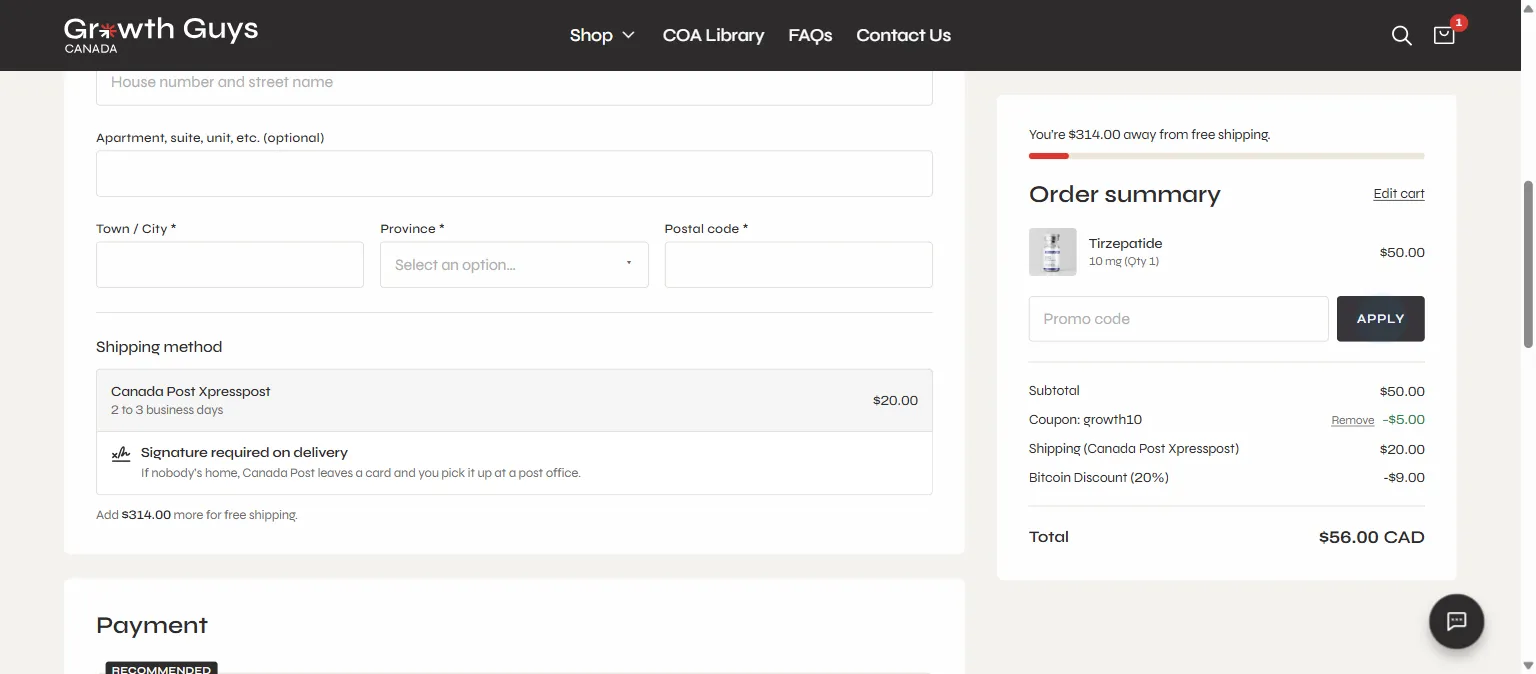 Growth Guys
CANADA
Shop
COA Library
FAQs
Contact Us
1
House number and street name
Apartment, suite, unit, etc. (optional)
Town / City *
Province *
Postal code *
Select an option...
Shipping method
Canada Post Xpresspost
2 to 3 business days
$20.00
Signature required on delivery
If nobody's home, Canada Post leaves a card and you pick it up at a post office.
Add $314.00 more for free shipping.
Payment
RECOMMENDED
You're $314.00 away from free shipping.
Order summary
Edit cart
Tirzepatide
10 mg (Qty 1)
$50.00
Promo code
APPLY
Subtotal
$50.00
Coupon: growth10
Remove
-$5.00
Shipping (Canada Post Xpresspost)
$20.00
Bitcoin Discount (20%)
-$9.00
Total
$56.00 CAD